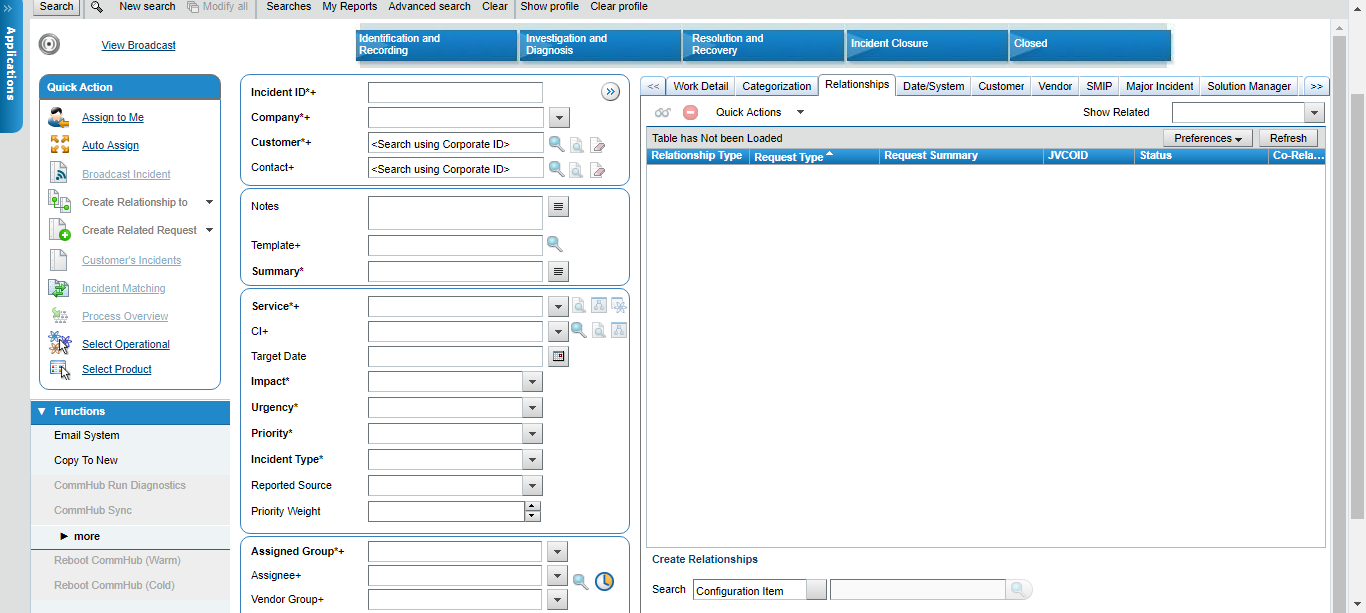 Search New search Modify all Searches My Reports Advanced search Clear Show profile Clear profile
>>
Applications
View Broadcast
Identification and
Recording
Investigation and
Diagnosis
Resolution and
Recovery
Incident Closure
Closed
Quick Action
Assign to Me
Auto Assign
Broadcast Incident
Create Relationship to
Create Related Request
Customer's Incidents
Incident Matching
Process Overview
Select Operational
Select Product
Functions
Email System
Copy To New
CommHub Run Diagnostics
CommHub Sync
more
Reboot CommHub (Warm)
Reboot CommHub (Cold)
Incident ID*+
Company*+
Customer*+ <Search using Corporate ID>
Contact+ <Search using Corporate ID>
Notes
Template+
Summary*
Service*+
CI+
Target Date
Impact*
Urgency*
Priority*
Incident Type*
Reported Source
Priority Weight
Assigned Group*+
Assignee+
Vendor Group+
<< Work Detail Categorization Relationships Date/System Customer Vendor SMIP Major Incident Solution Manager >>
Quick Actions Show Related
Table has Not been Loaded Preferences Refresh
Relationship Type Request Type Request Summary JVCOID Status Co-Rela...
Create Relationships
Search Configuration Item